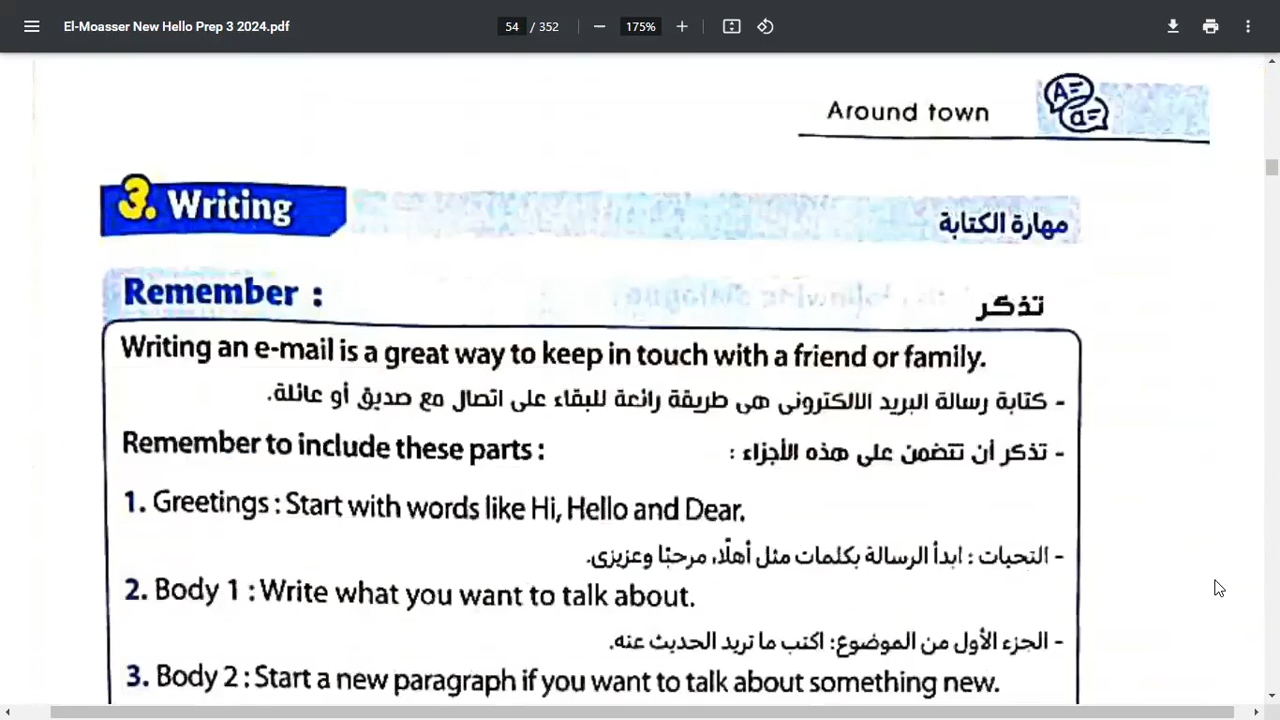 El-Moasser New Hello Prep 3 2024.pdf
54 / 352
175%
Around town
A
a
3. Writing
مهارة الكتابة
Remember :
تذكر
Writing an e-mail is a great way to keep in touch with a friend or family.
- كتابة رسالة البريد الالكترونى هى طريقة رائعة للبقاء على اتصال مع صديق أو عائلة.
Remember to include these parts :
- تذكر أن تتضمن على هذه الأجزاء :
1. Greetings : Start with words like Hi, Hello and Dear.
- التحيات : ابدأ الرسالة بكلمات مثل أهلًا، مرحبًا وعزيزى.
2. Body 1 : Write what you want to talk about.
- الجزء الأول من الموضوع: اكتب ما تريد الحديث عنه.
3. Body 2 : Start a new paragraph if you want to talk about something new.